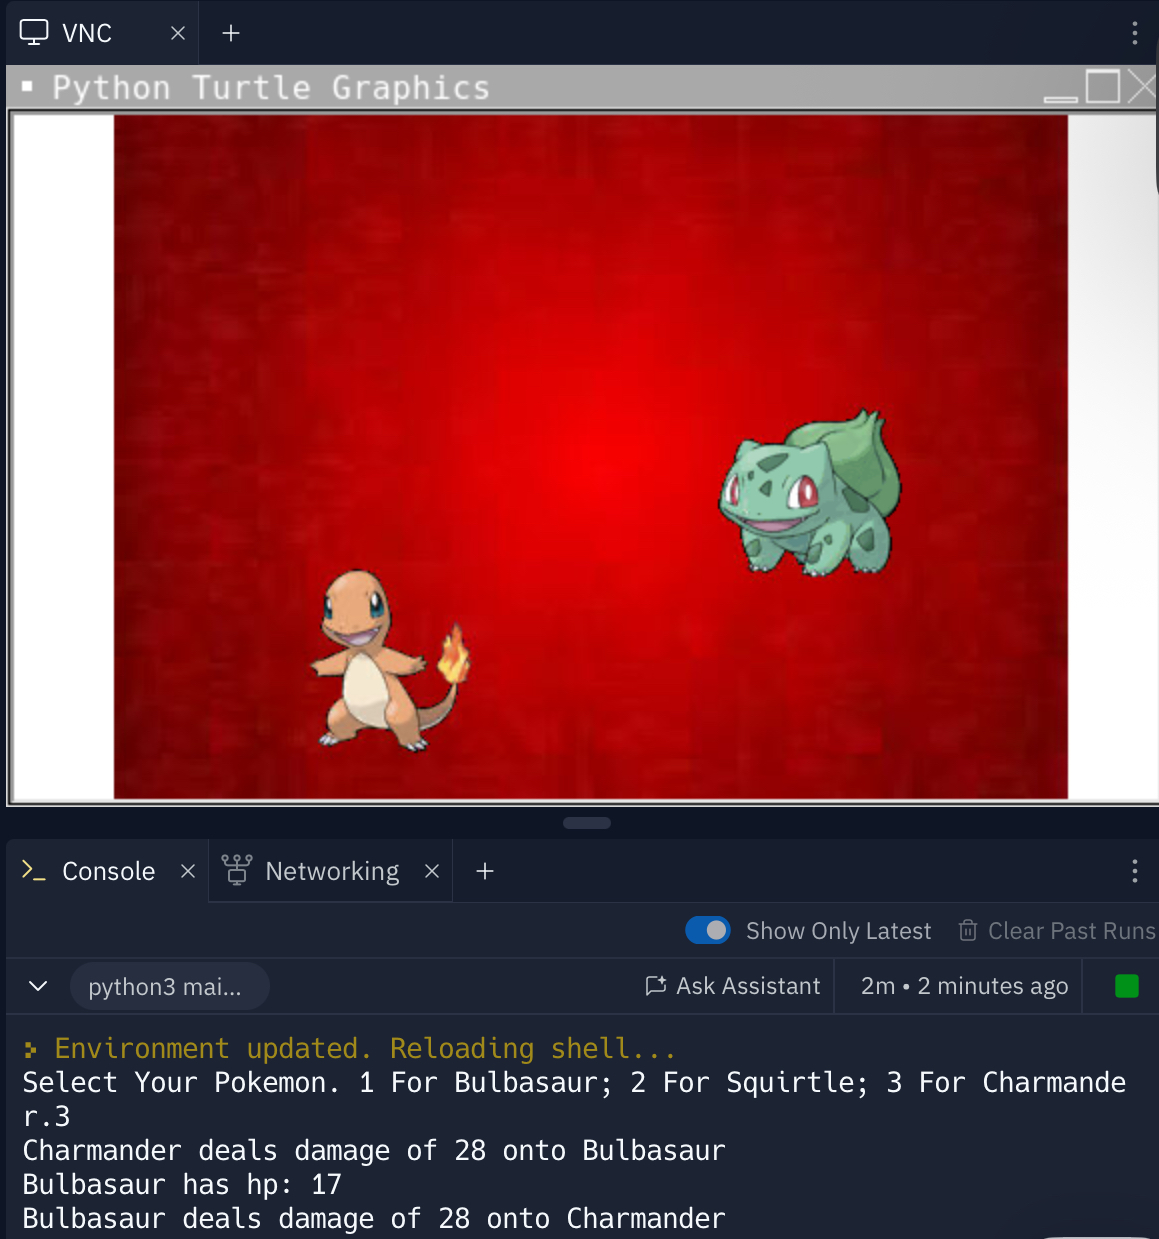 VNC
Python Turtle Graphics
Console
Networking
Show Only Latest
Clear Past Runs
python3 mai...
Ask Assistant
2m • 2 minutes ago
Environment updated. Reloading shell...
Select Your Pokemon. 1 For Bulbasaur; 2 For Squirtle; 3 For Charmande
r.3
Charmander deals damage of 28 onto Bulbasaur
Bulbasaur has hp: 17
Bulbasaur deals damage of 28 onto Charmander